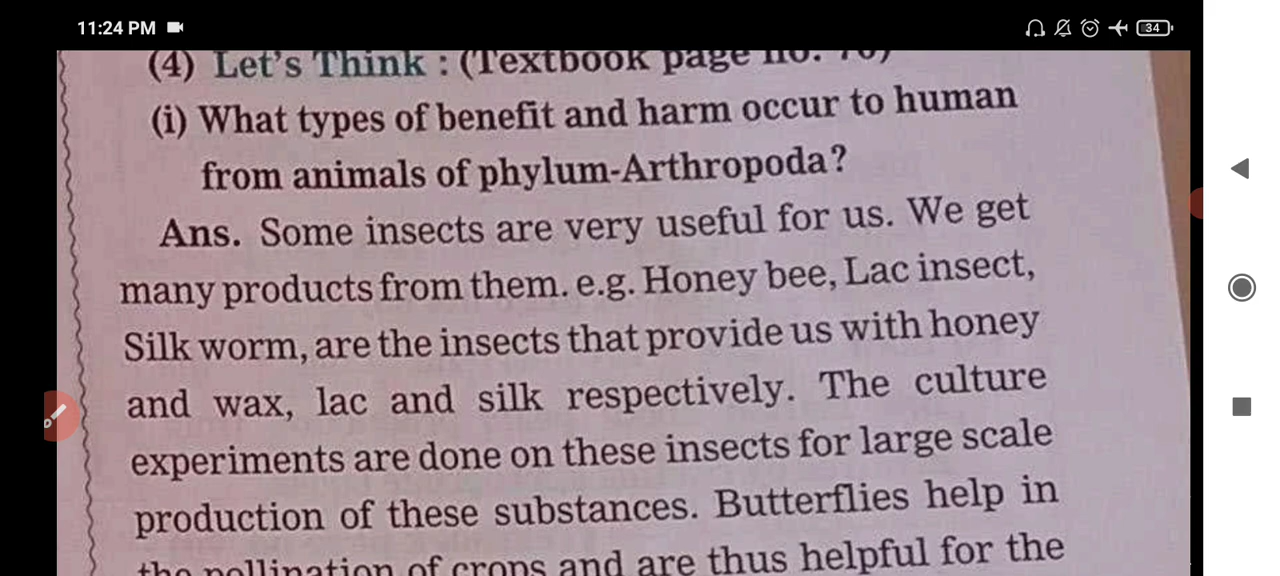 11:24 PM
34
(4) Let's Think : (Textbook page no. 70)
(i) What types of benefit and harm occur to human
from animals of phylum-Arthropoda?
Ans. Some insects are very useful for us. We get
many products from them. e.g. Honey bee, Lac insect,
Silk worm, are the insects that provide us with honey
and wax, lac and silk respectively. The culture
experiments are done on these insects for large scale
production of these substances. Butterflies help in
the pollination of crops and are thus helpful for the